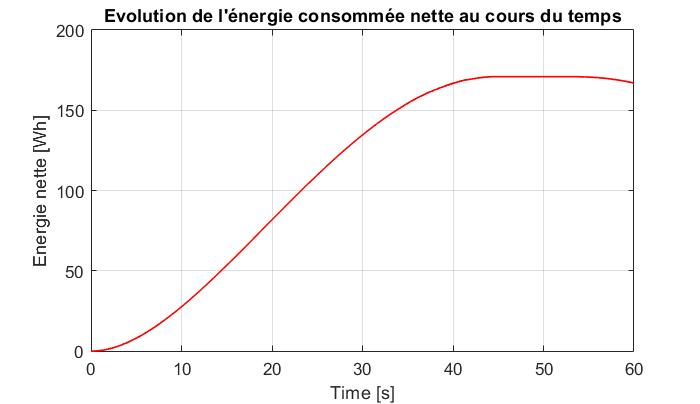 Evolution de l'énergie consommée nette au cours du temps
200
150
100
50
0
Energie nette [Wh]
0 10 20 30 40 50 60
Time [s]